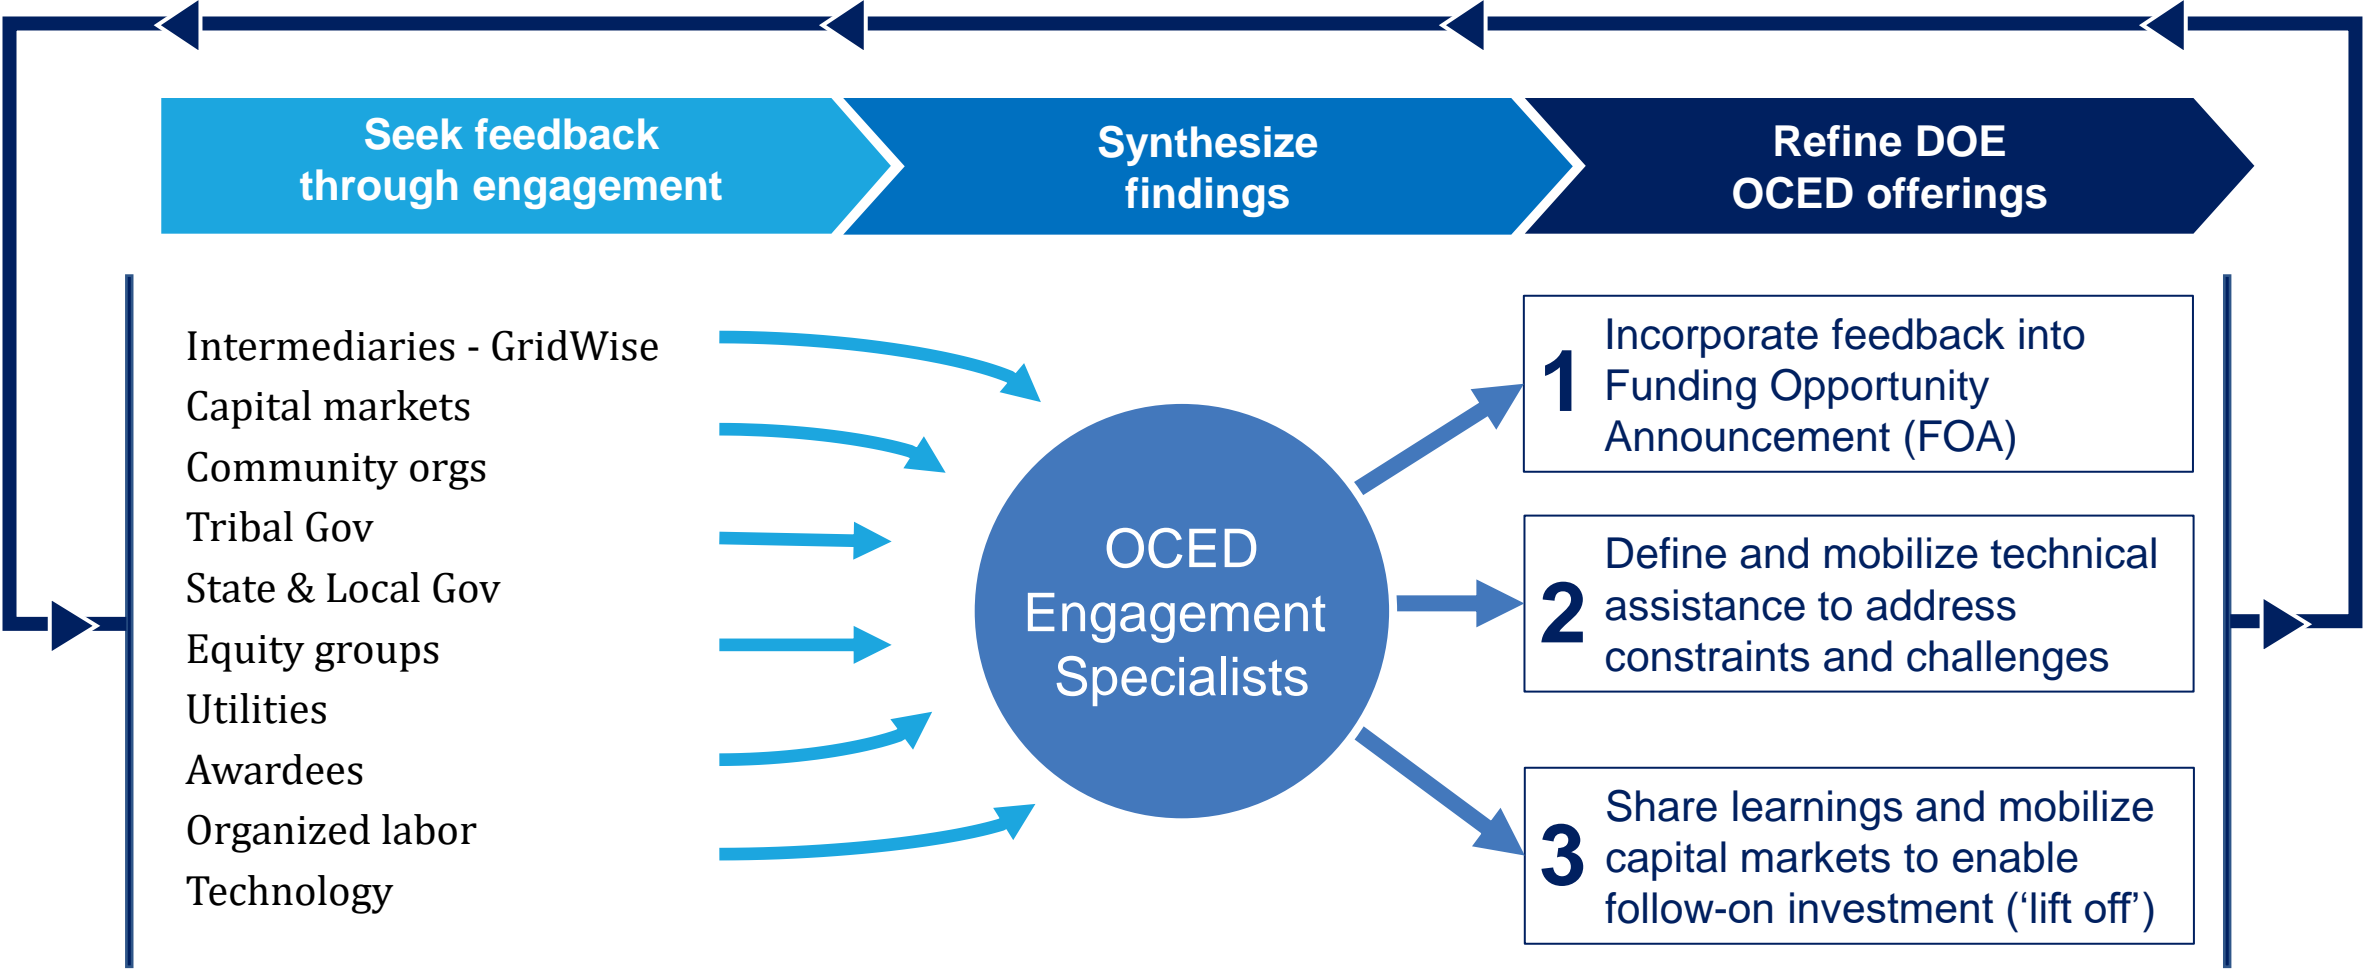 Seek feedback
through engagement
Synthesize
findings
Refine DOE
OCED offerings
Intermediaries - GridWise
Capital markets
Community orgs
Tribal Gov
State & Local Gov
Equity groups
Utilities
Awardees
Organized labor
Technology
OCED
Engagement
Specialists
1
Incorporate feedback into
Funding Opportunity
Announcement (FOA)
2
Define and mobilize technical
assistance to address
constraints and challenges
3
Share learnings and mobilize
capital markets to enable
follow-on investment (‘lift off’)